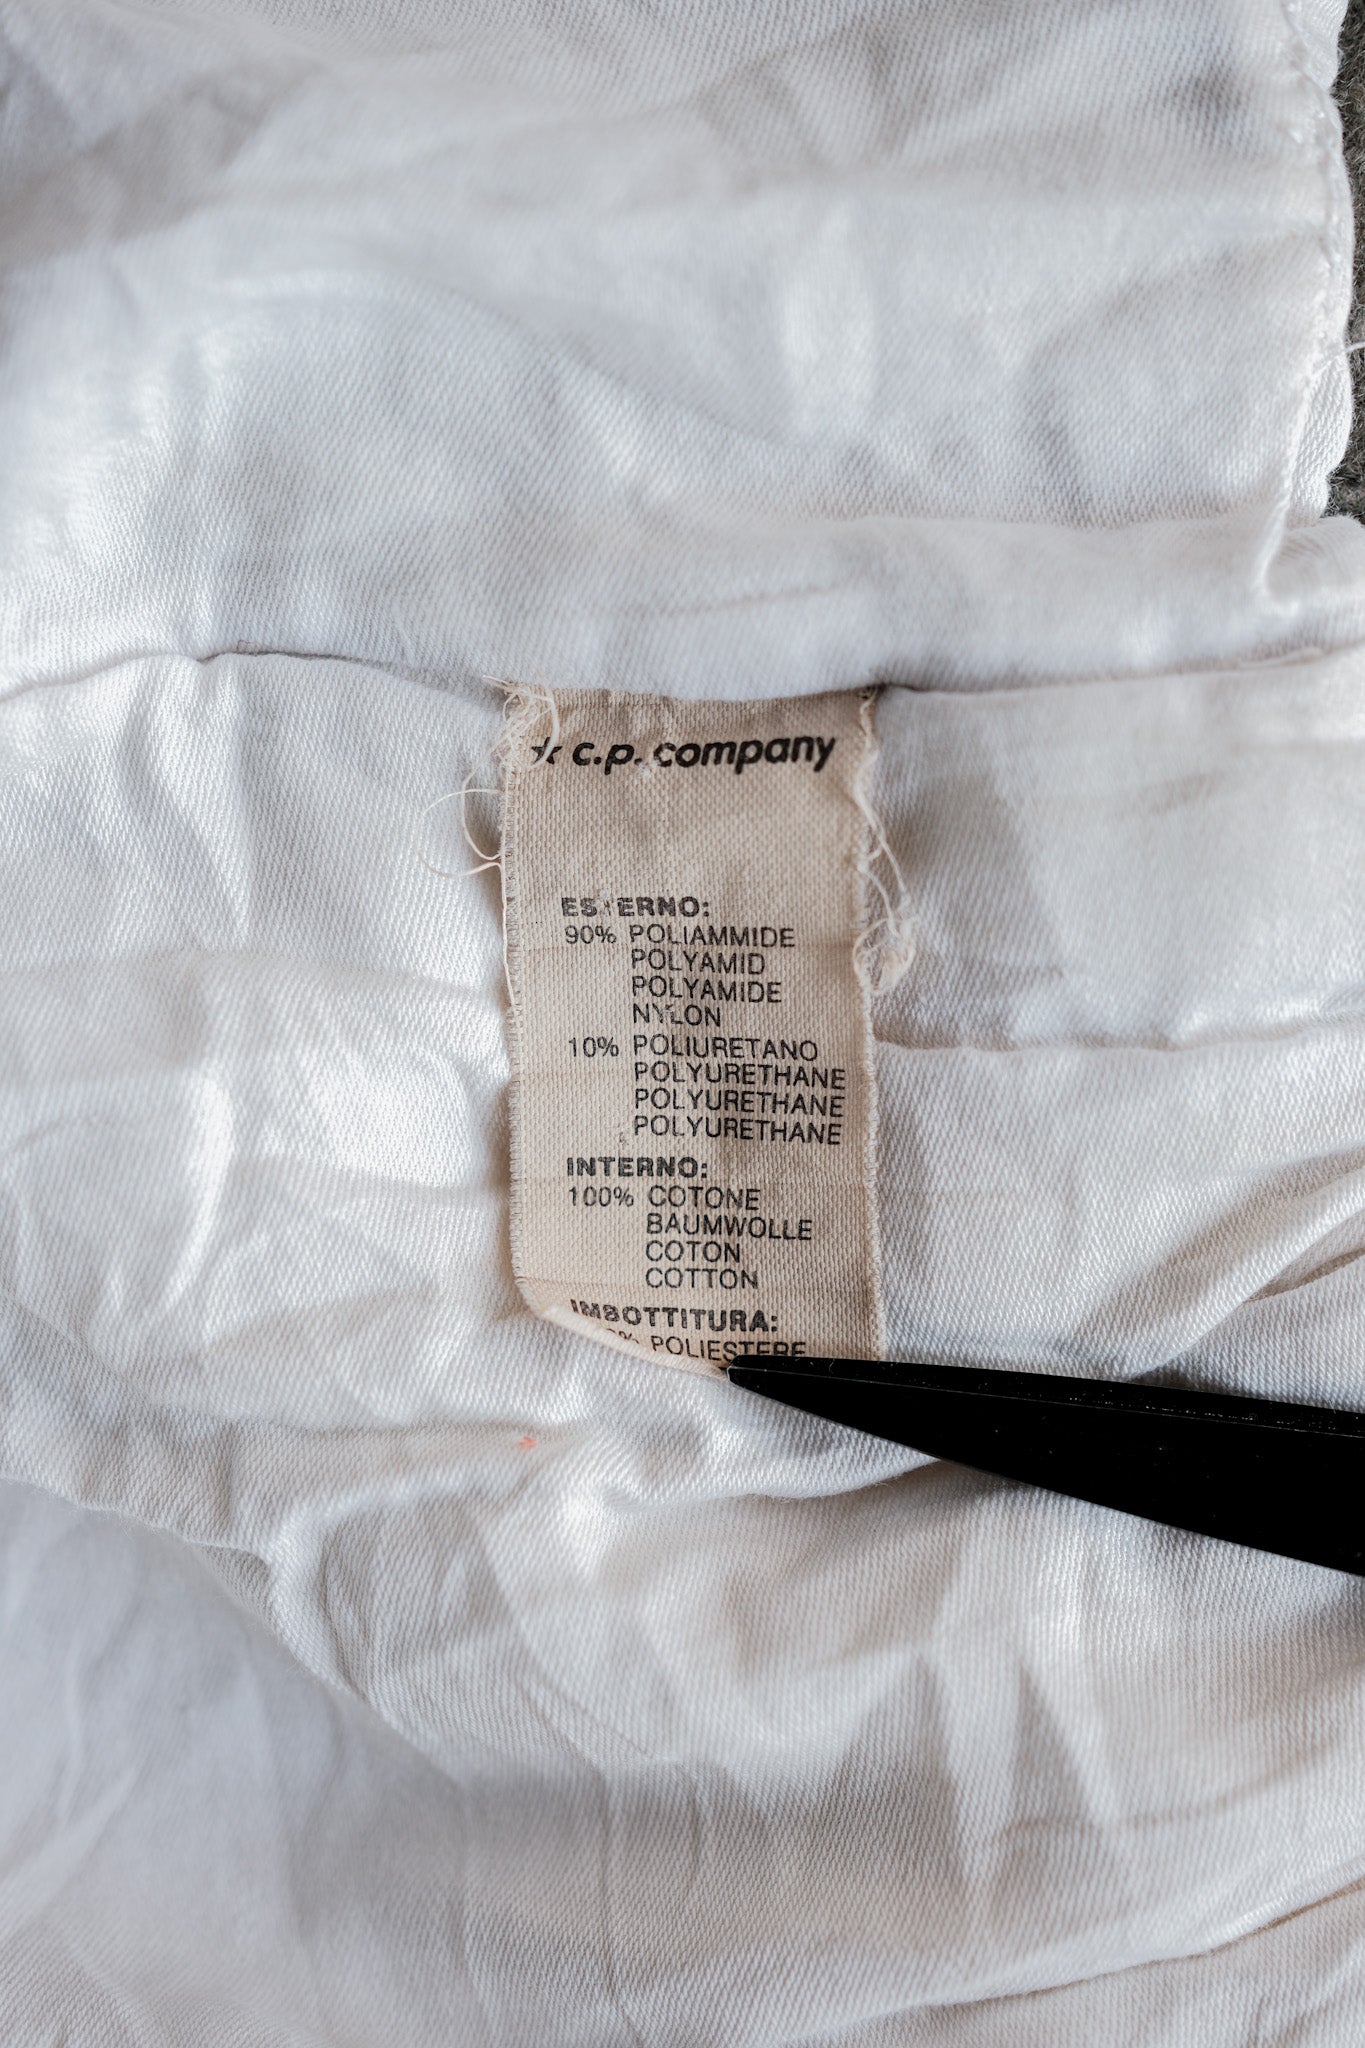 ★ c.p. company
ESTERNO:
90% POLIAMMIDE
POLYAMID
POLYAMIDE
NYLON
10% POLIURETANO
POLYURETHANE
POLYURETHANE
POLYURETHANE
INTERNO:
100% COTONE
BAUMWOLLE
COTON
COTTON
IMBOTTITURA:
POLIESTERE